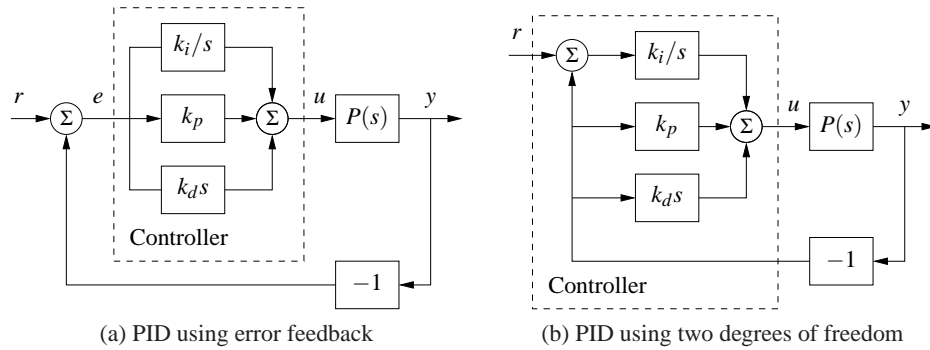 r
Σ
e
k_i/s
k_p
k_d s
Σ
u
P(s)
y
Controller
−1
(a) PID using error feedback
r
Σ
k_i/s
k_p
k_d s
Σ
u
P(s)
y
−1
Controller
(b) PID using two degrees of freedom